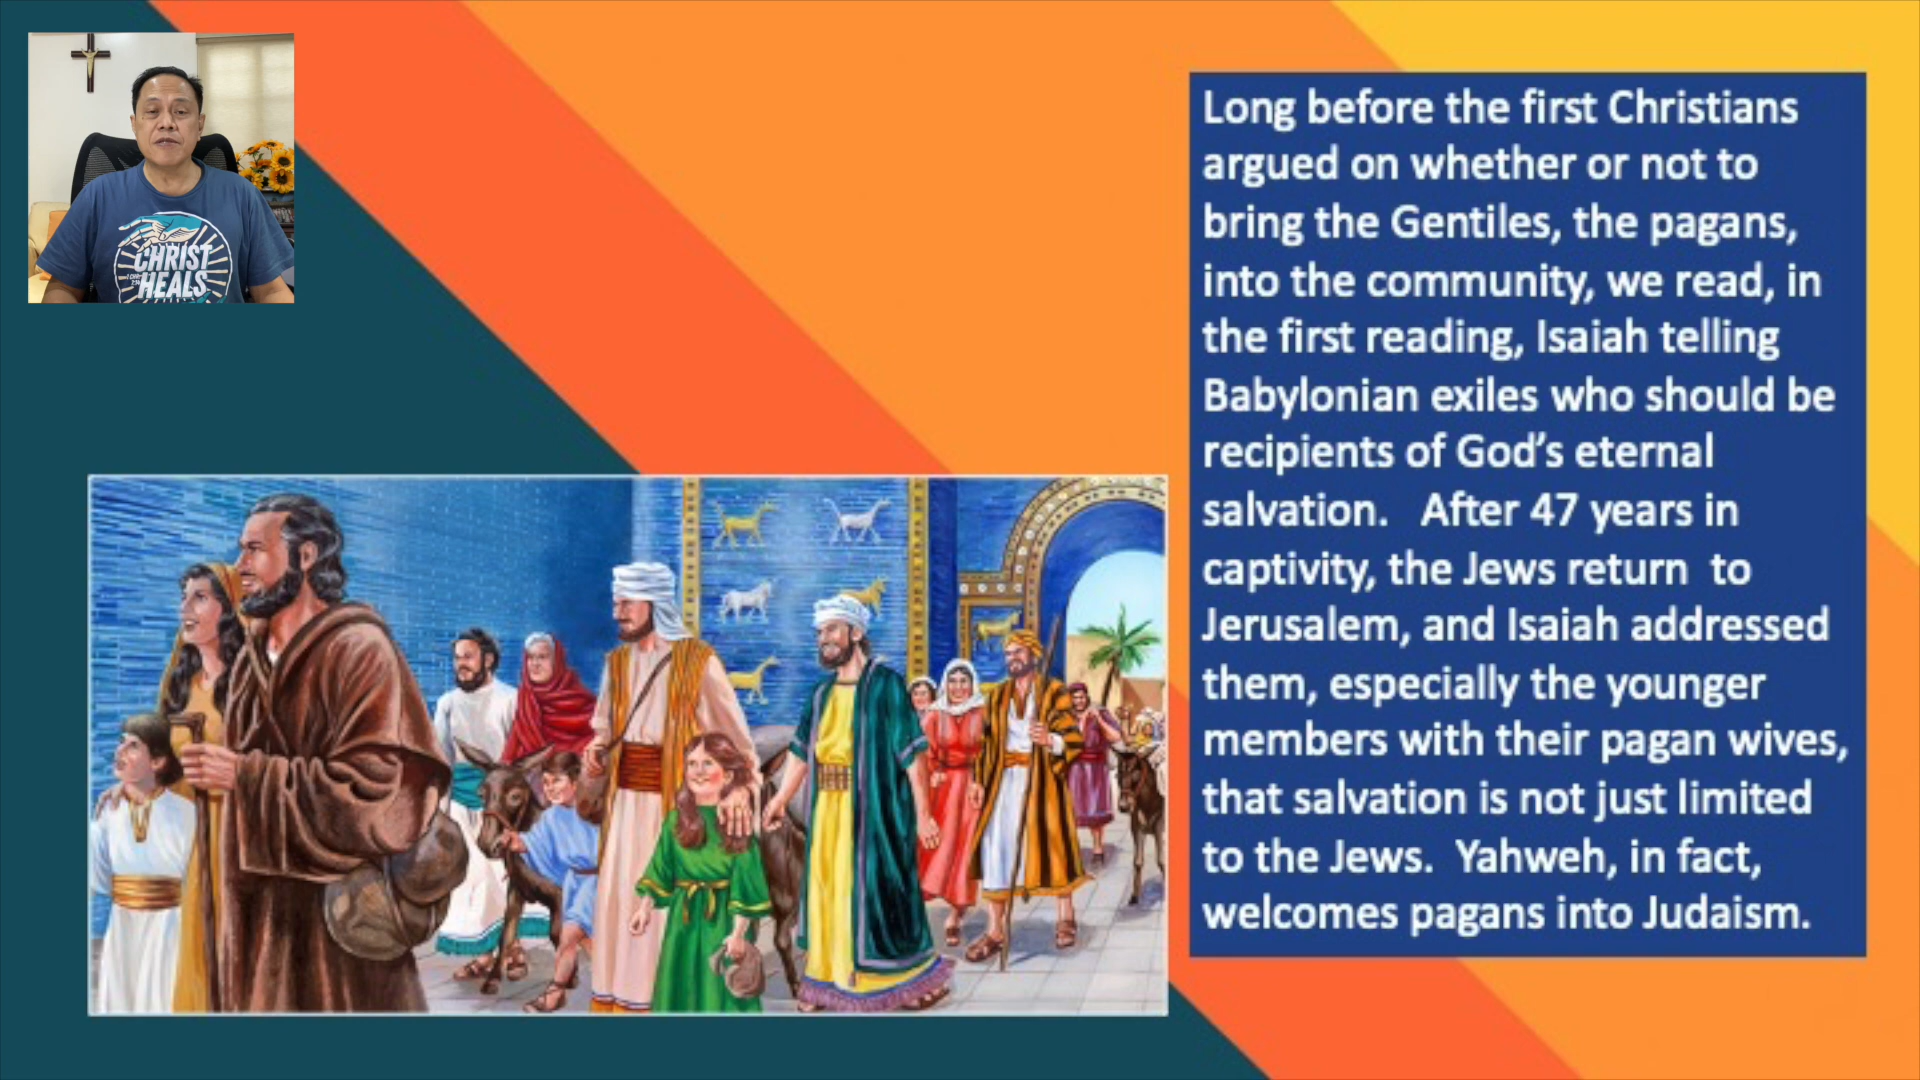 CHRIST
HEALS
Long before the first Christians
argued on whether or not to
bring the Gentiles, the pagans,
into the community, we read, in
the first reading, Isaiah telling
Babylonian exiles who should be
recipients of God's eternal
salvation.   After 47 years in
captivity, the Jews return  to
Jerusalem, and Isaiah addressed
them, especially the younger
members with their pagan wives,
that salvation is not just limited
to the Jews.  Yahweh, in fact,
welcomes pagans into Judaism.